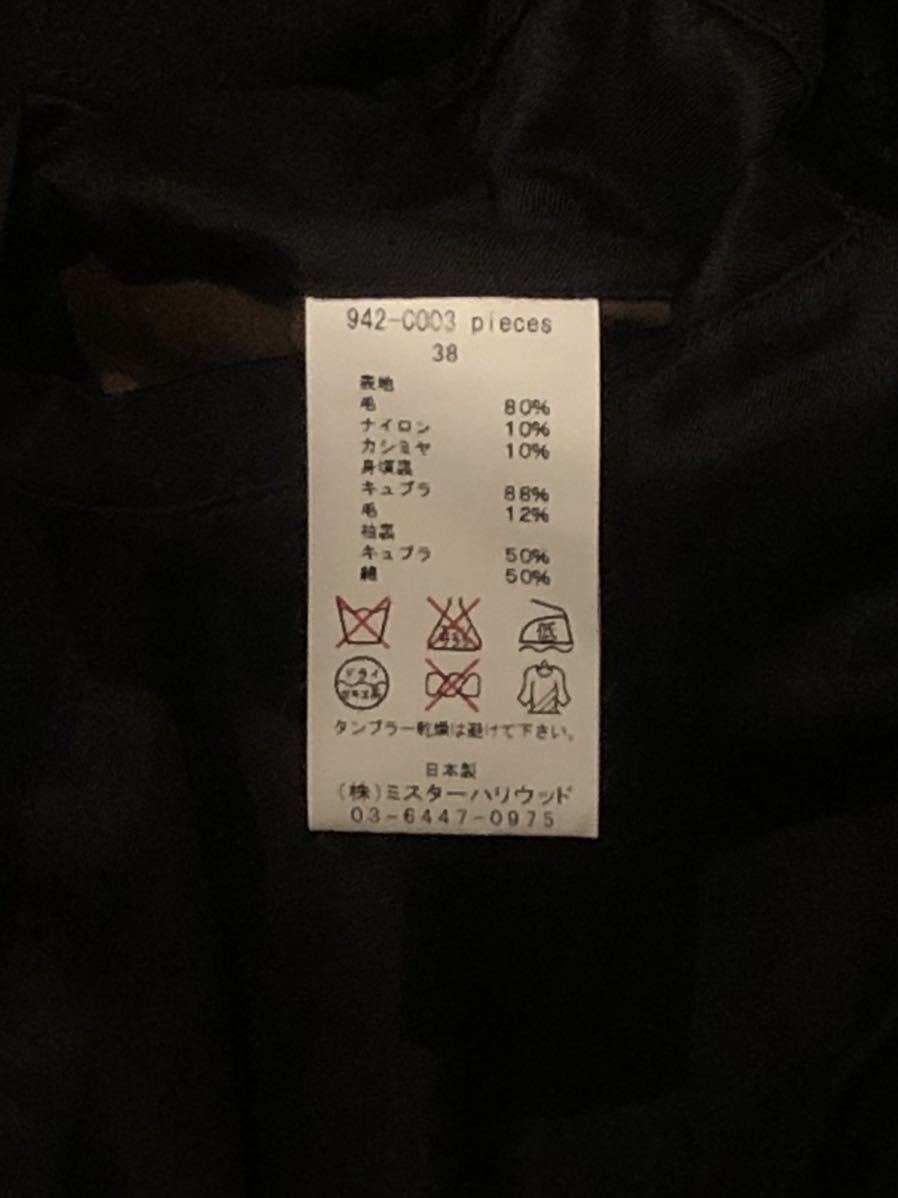 942-C003 pieces
38
表地
毛 80%
ナイロン 10%
カシミヤ 10%
身頃裏
キュプラ 88%
毛 12%
袖裏
キュプラ 50%
綿 50%
低
ドライ
タンブラー乾燥は避けて下さい。
日本製
(株)ミスターハリウッド
03-6447-0975